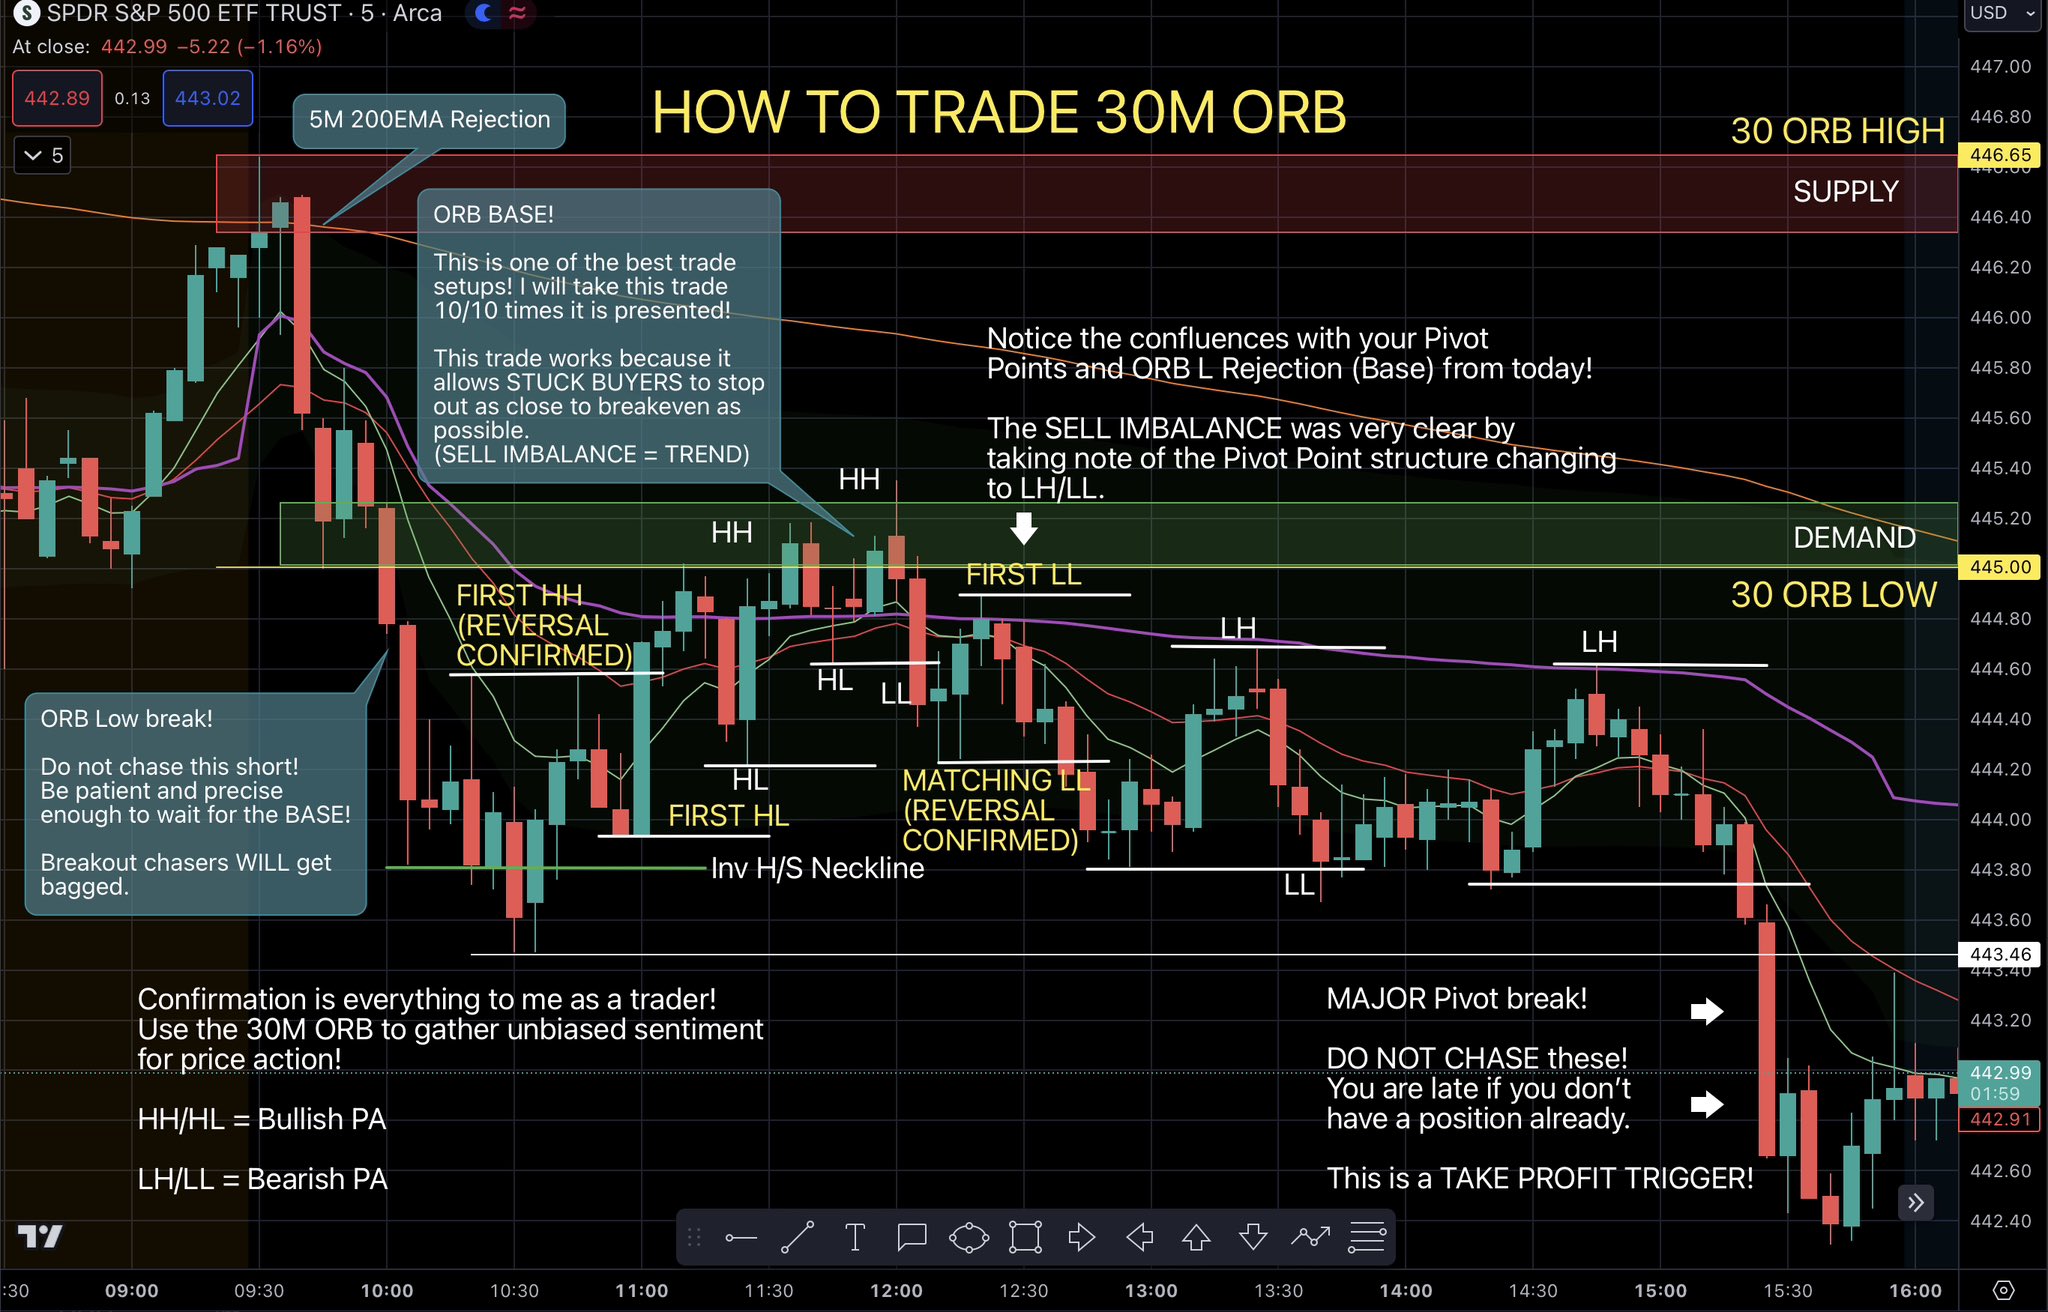 SPDR S&P 500 ETF TRUST · 5 · Arca
USD
At close: 442.99 −5.22 (−1.16%)
442.89 0.13 443.02
5
5M 200EMA Rejection
HOW TO TRADE 30M ORB
30 ORB HIGH
SUPPLY
ORB BASE!
This is one of the best trade
setups! I will take this trade
10/10 times it is presented!
This trade works because it
allows STUCK BUYERS to stop
out as close to breakeven as
possible.
(SELL IMBALANCE = TREND)
Notice the confluences with your Pivot
Points and ORB L Rejection (Base) from today!
The SELL IMBALANCE was very clear by
taking note of the Pivot Point structure changing
to LH/LL.
HH
HH
DEMAND
30 ORB LOW
FIRST HH
(REVERSAL
CONFIRMED)
FIRST LL
LH
LH
HL
LL
HL
FIRST HL
MATCHING LL
(REVERSAL
CONFIRMED)
LL
Inv H/S Neckline
ORB Low break!
Do not chase this short!
Be patient and precise
enough to wait for the BASE!
Breakout chasers WILL get
bagged.
Confirmation is everything to me as a trader!
Use the 30M ORB to gather unbiased sentiment
for price action!
HH/HL = Bullish PA
LH/LL = Bearish PA
MAJOR Pivot break!
DO NOT CHASE these!
You are late if you don't
have a position already.
This is a TAKE PROFIT TRIGGER!
447.00
446.80
446.65
446.60
446.40
446.20
446.00
445.80
445.60
445.40
445.20
445.00
444.80
444.60
444.40
444.20
444.00
443.80
443.60
443.46
443.40
443.20
442.99
01:59
442.91
442.60
442.40
T
:30 09:00 09:30 10:00 10:30 11:00 11:30 12:00 12:30 13:00 13:30 14:00 14:30 15:00 15:30 16:00